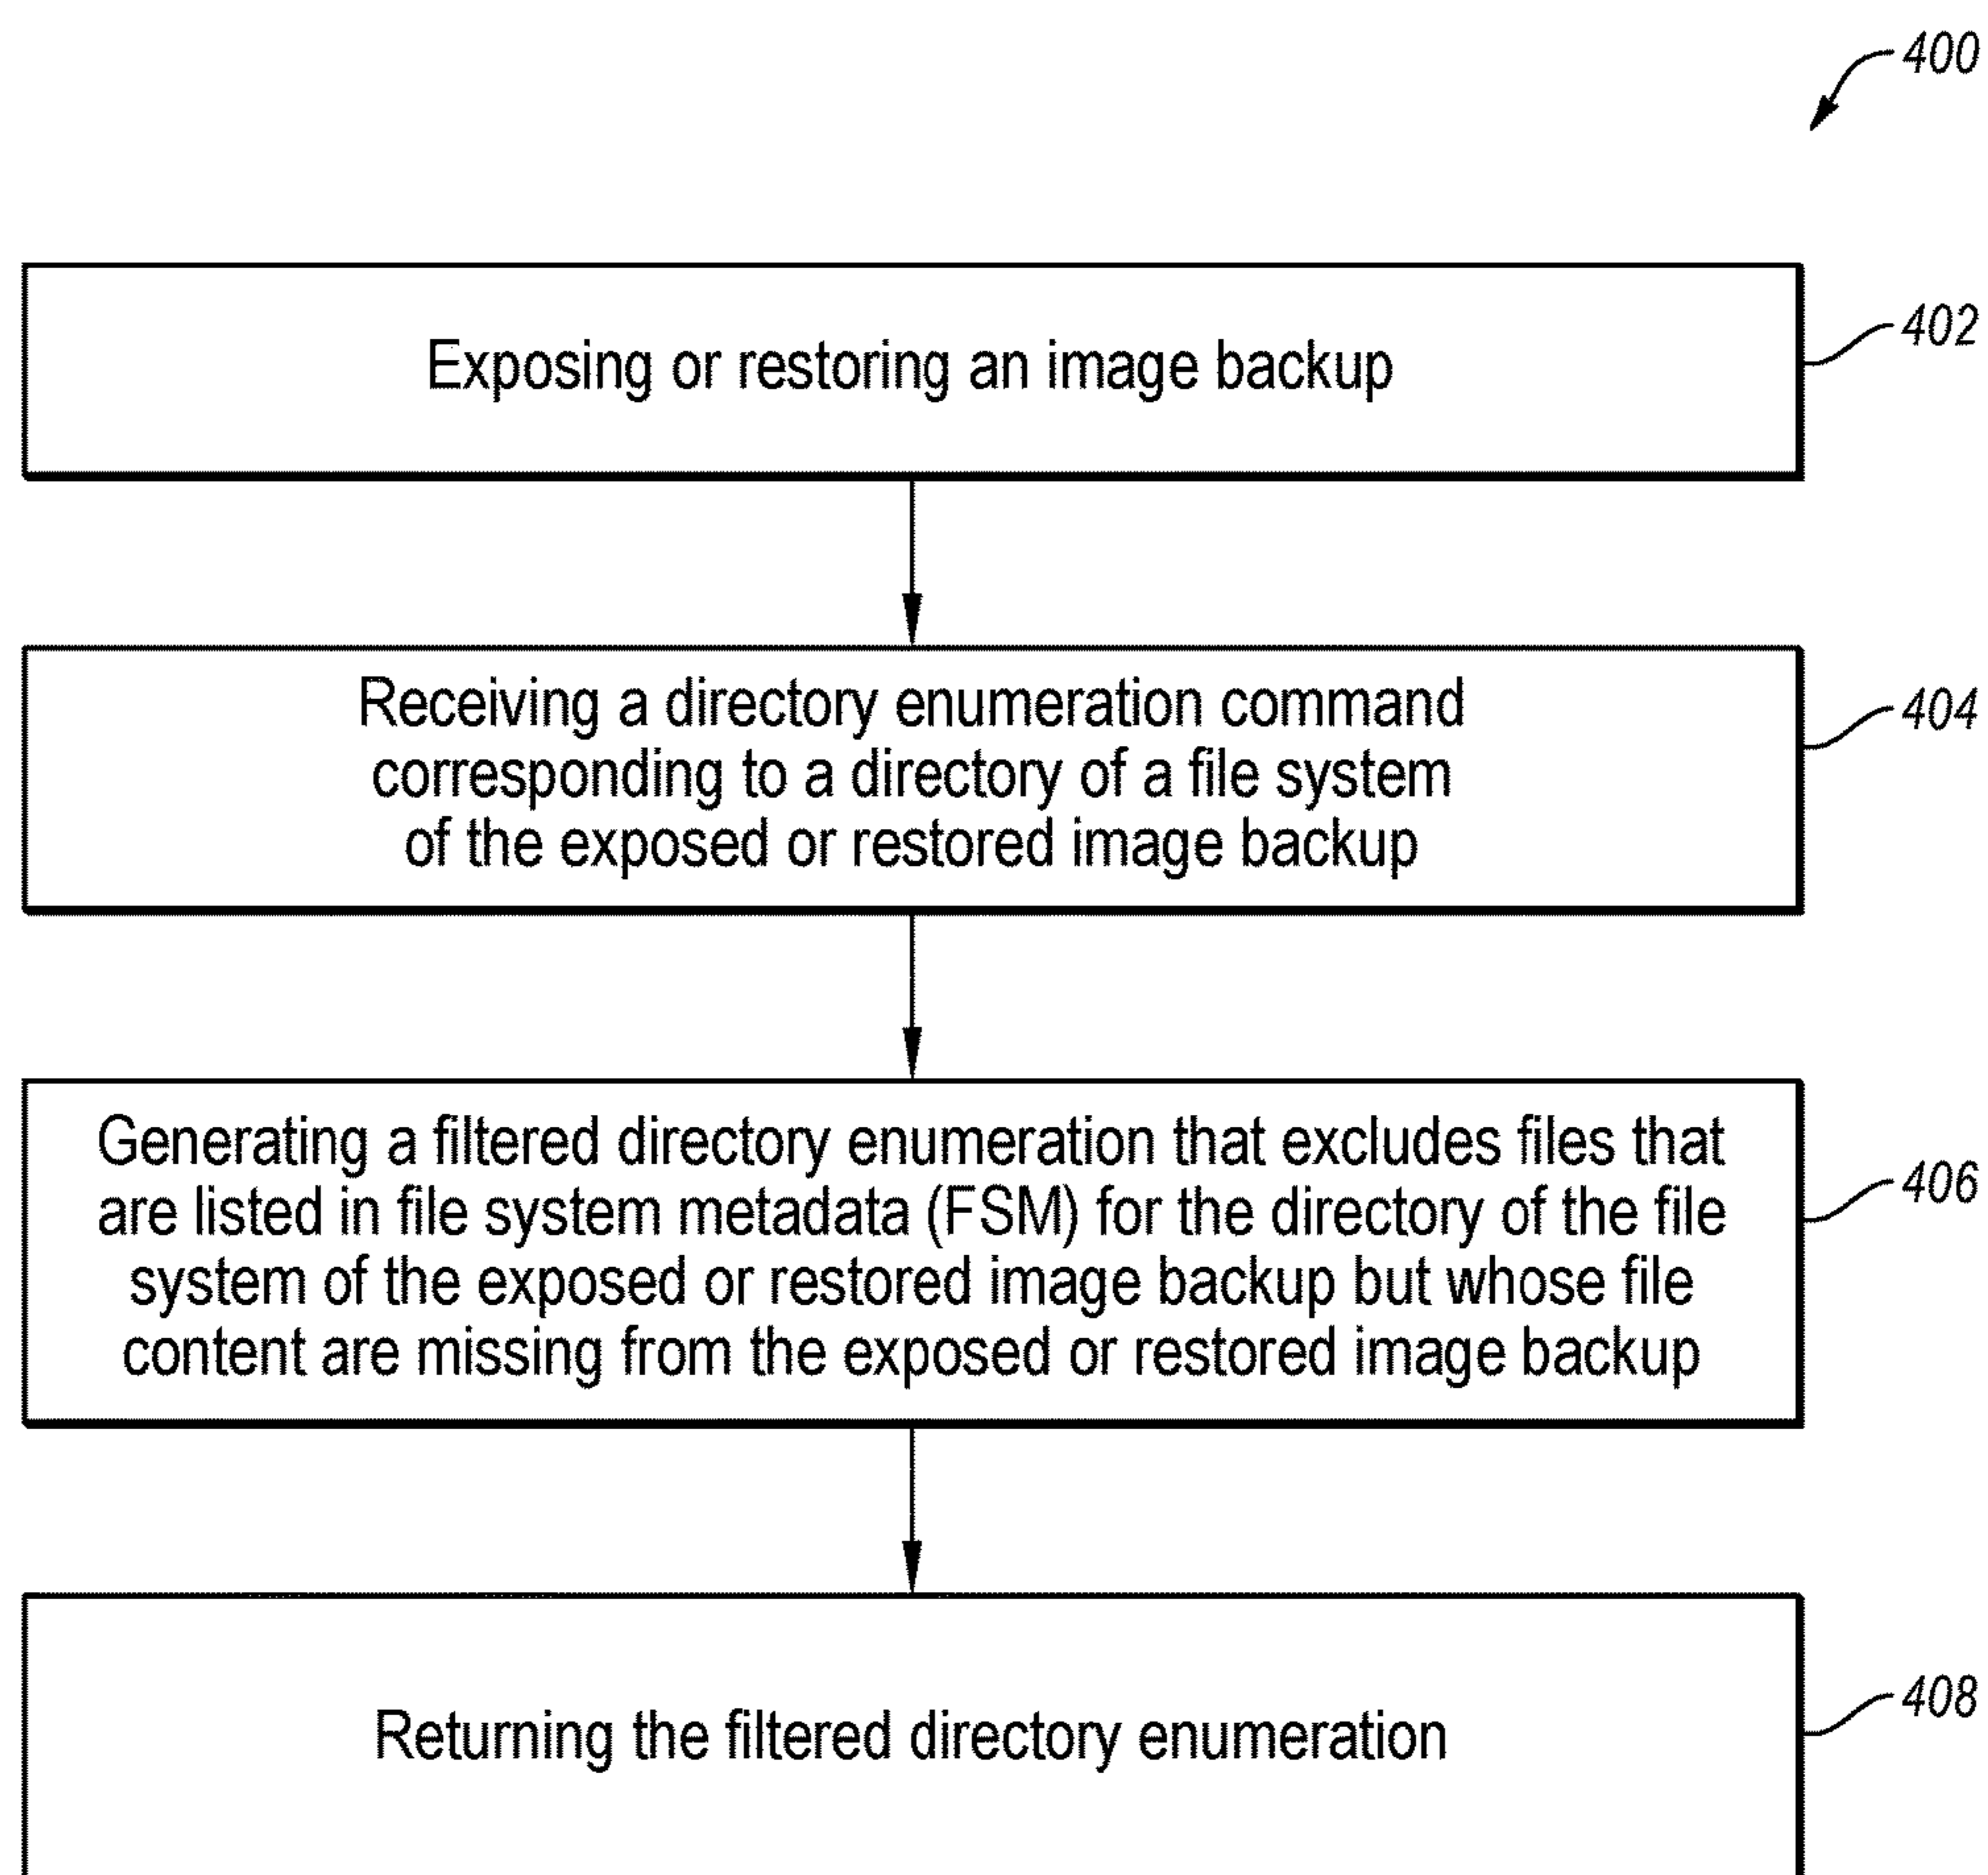 400
Exposing or restoring an image backup
402
Receiving a directory enumeration command
corresponding to a directory of a file system
of the exposed or restored image backup
404
Generating a filtered directory enumeration that excludes files that
are listed in file system metadata (FSM) for the directory of the file
system of the exposed or restored image backup but whose file
content are missing from the exposed or restored image backup
406
Returning the filtered directory enumeration
408